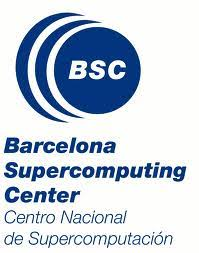 BSC
Barcelona
Supercomputing
Center
Centro Nacional
de Supercomputación